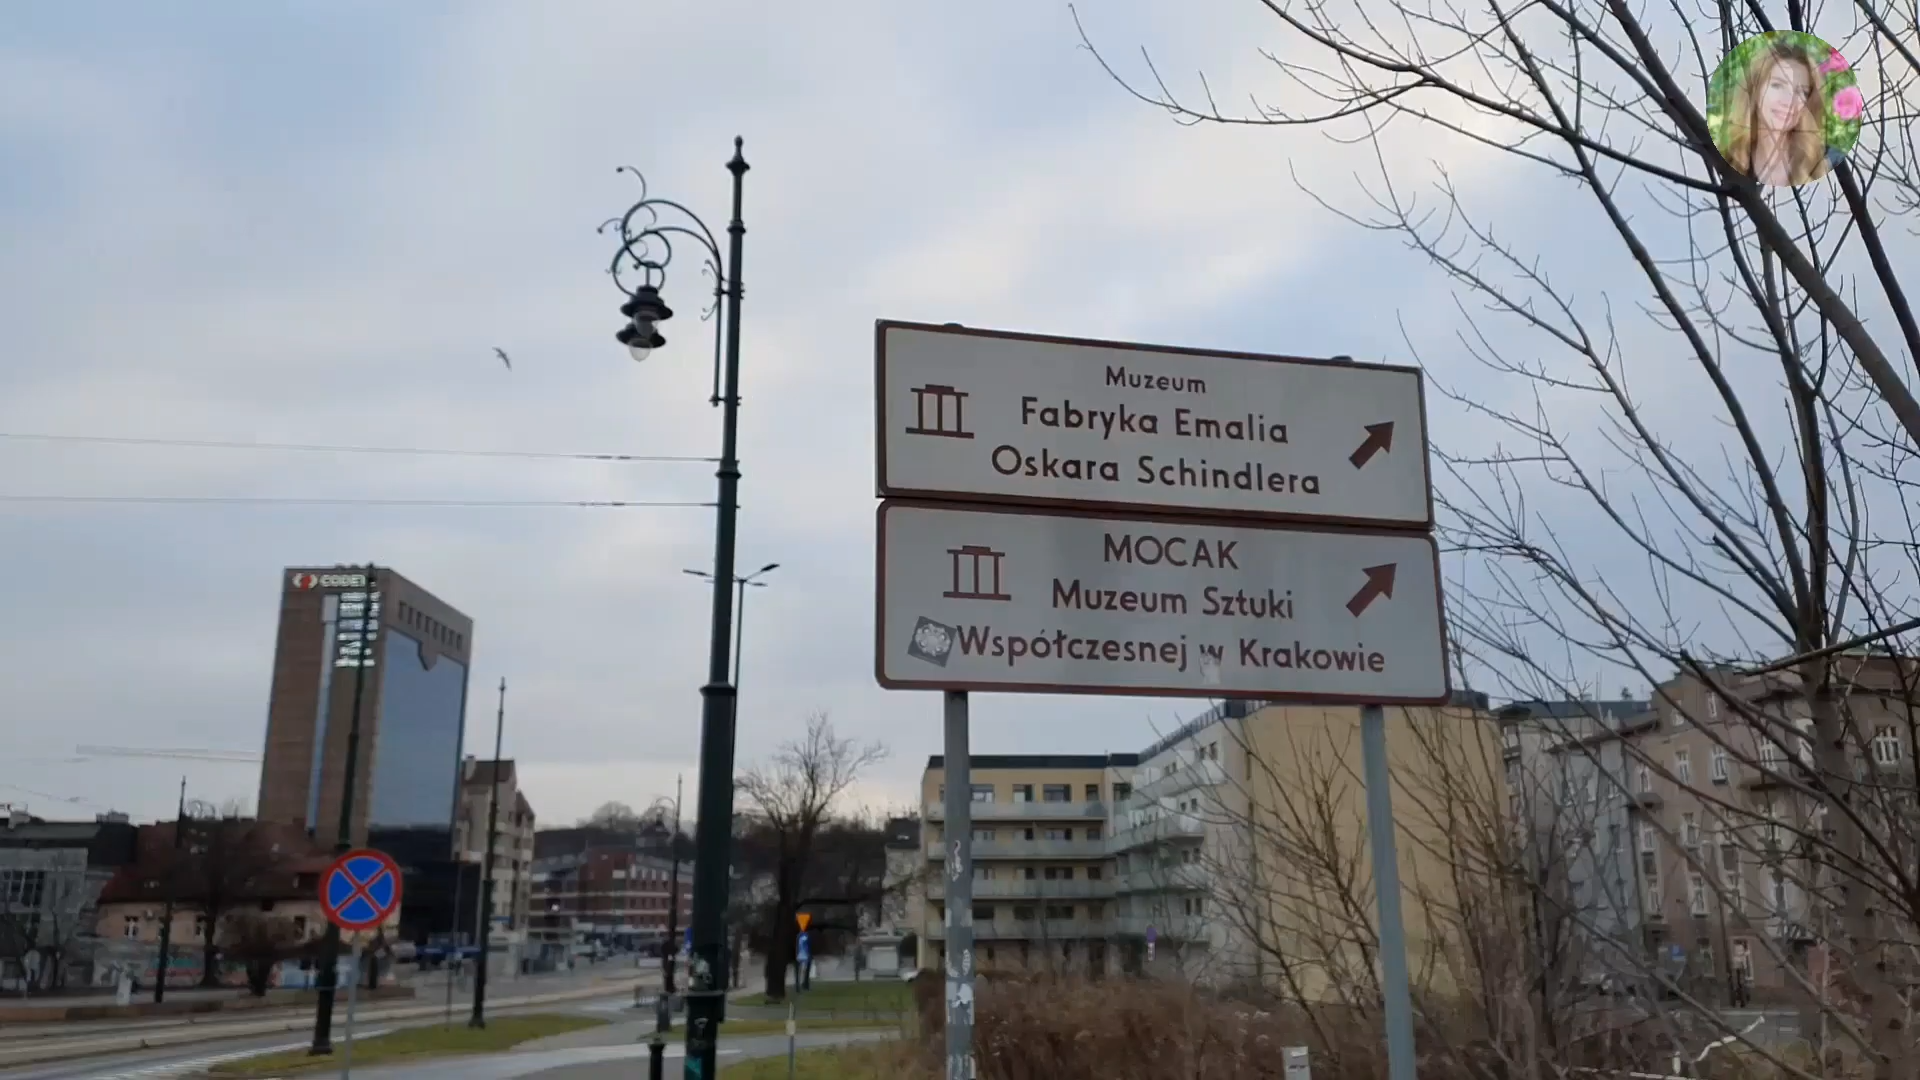 Muzeum
Fabryka Emalia
Oskara Schindlera
MOCAK
Muzeum Sztuki
Współczesnej w Krakowie